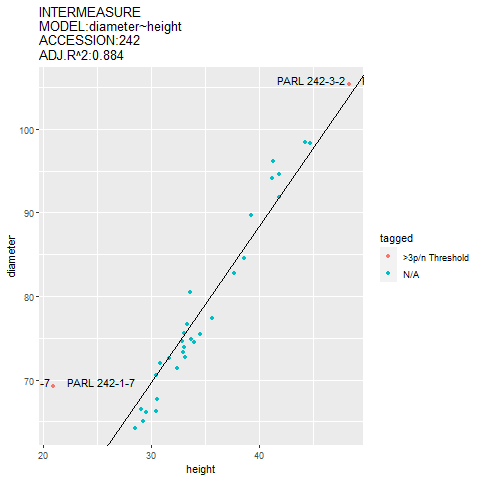 INTERMEASURE
MODEL:diameter~height
ACCESSION:242
ADJ.R^2:0.884
PARL 242-3-2
100
90
80
70
-7
PARL 242-1-7
20
30
40
height
diameter
tagged
>3p/n Threshold
N/A